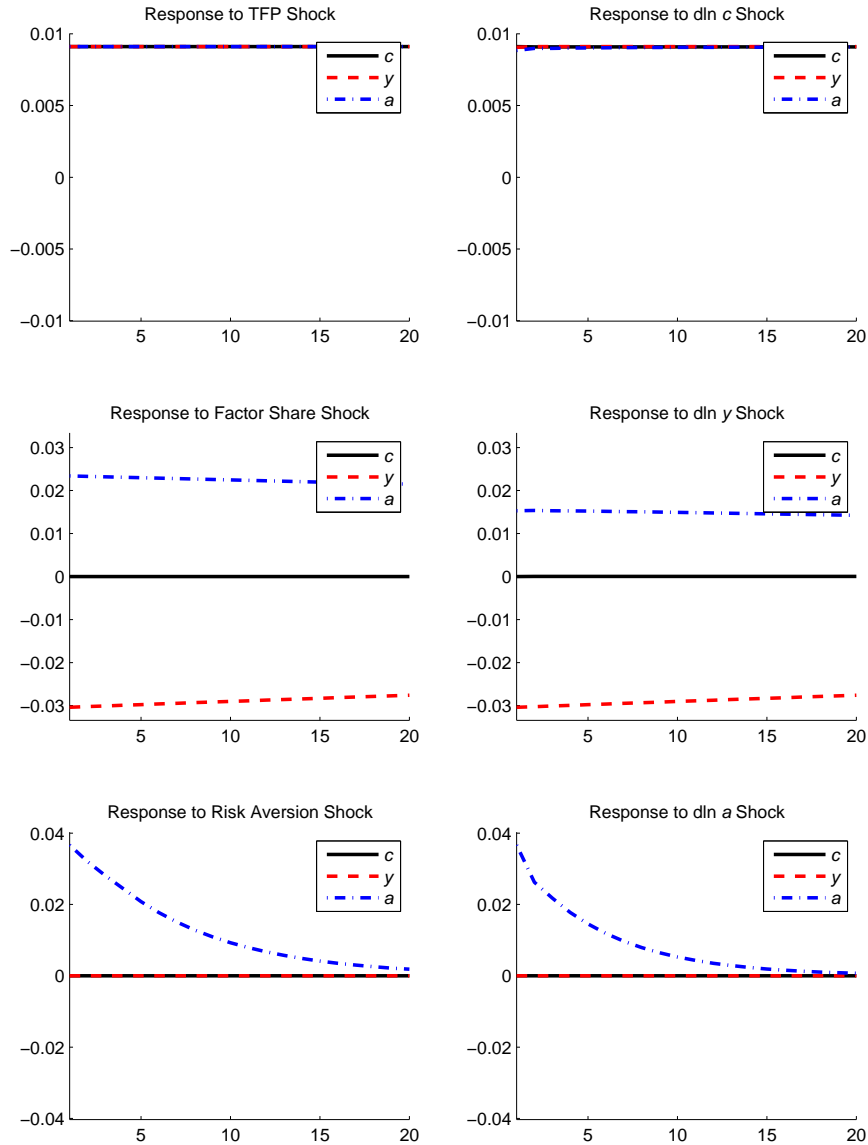 Response to TFP Shock
0.01
0.005
0
−0.005
−0.01
5 10 15 20
c
y
a
Response to dln c Shock
0.01
0.005
0
−0.005
−0.01
5 10 15 20
c
y
a
Response to Factor Share Shock
0.03
0.02
0.01
0
−0.01
−0.02
−0.03
5 10 15 20
c
y
a
Response to dln y Shock
0.03
0.02
0.01
0
−0.01
−0.02
−0.03
5 10 15 20
c
y
a
Response to Risk Aversion Shock
0.04
0.02
0
−0.02
−0.04
5 10 15 20
c
y
a
Response to dln a Shock
0.04
0.02
0
−0.02
−0.04
5 10 15 20
c
y
a